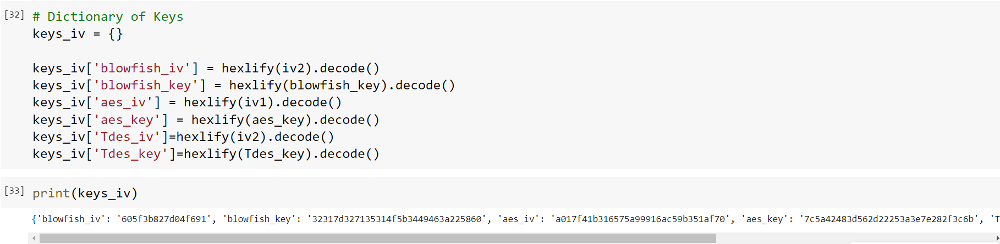 [32] # Dictionary of Keys
keys_iv = {}
keys_iv['blowfish_iv'] = hexlify(iv2).decode()
keys_iv['blowfish_key'] = hexlify(blowfish_key).decode()
keys_iv['aes_iv'] = hexlify(iv1).decode()
keys_iv['aes_key'] = hexlify(aes_key).decode()
keys_iv['Tdes_iv']=hexlify(iv2).decode()
keys_iv['Tdes_key']=hexlify(Tdes_key).decode()
[33] print(keys_iv)
{'blowfish_iv': '605f3b827d04f691', 'blowfish_key': '32317d327135314f5b3449463a225860', 'aes_iv': 'a017f41b316575a99916ac59b351af70', 'aes_key': '7c5a42483d562d22253a3e7e282f3c6b', 'T